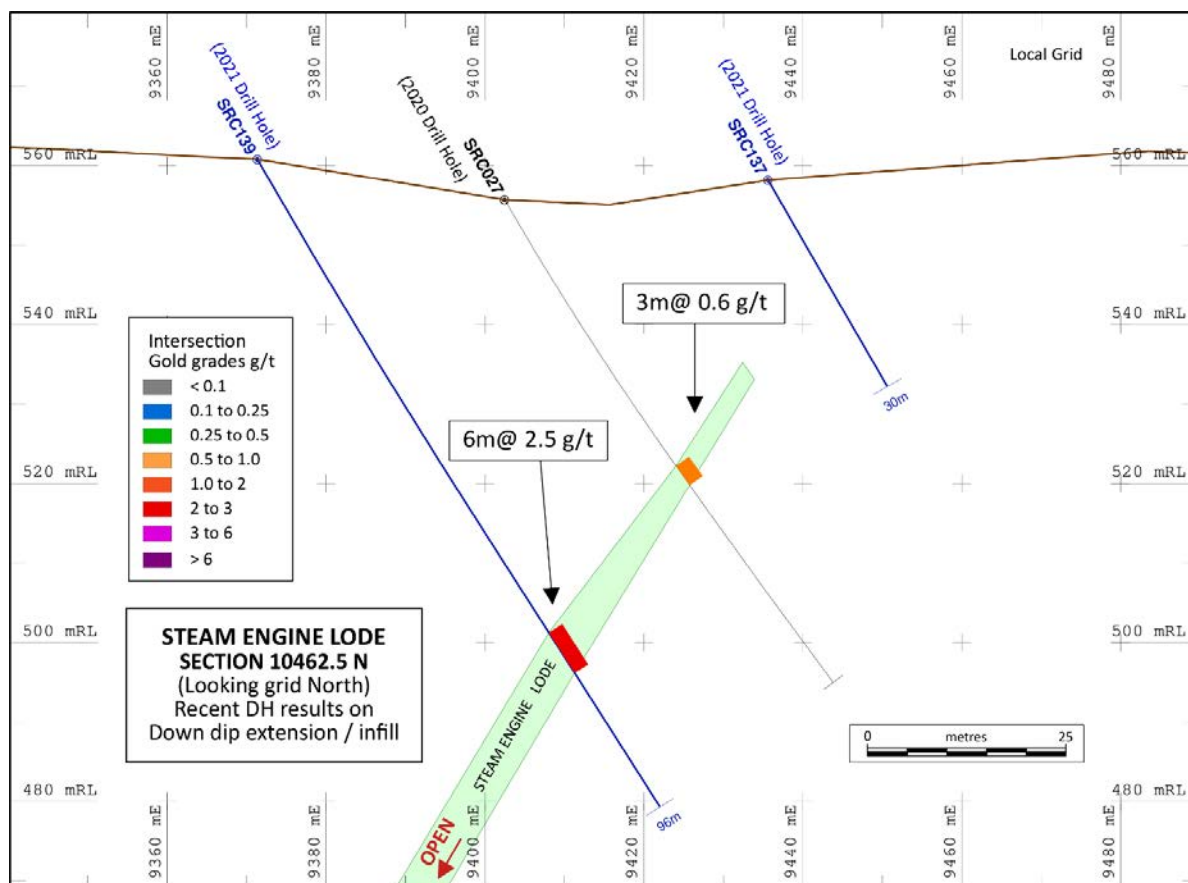 9360 mE
9380 mE
9400 mE
9420 mE
9440 mE
9460 mE
9480 mE
Local Grid
(2021 Drill Hole)
SRC139
(2020 Drill Hole)
SRC027
(2021 Drill Hole)
SRC137
560 mRL
560 mRL
540 mRL
540 mRL
3m@ 0.6 g/t
30m
Intersection
Gold grades g/t
< 0.1
0.1 to 0.25
0.25 to 0.5
0.5 to 1.0
1.0 to 2
2 to 3
3 to 6
> 6
6m@ 2.5 g/t
520 mRL
520 mRL
500 mRL
500 mRL
STEAM ENGINE LODE
SECTION 10462.5 N
(Looking grid North)
Recent DH results on
Down dip extension / infill
STEAM ENGINE LODE
0 metres 25
480 mRL
480 mRL
96m
OPEN
9360 mE
9380 mE
9400 mE
9420 mE
9440 mE
9460 mE
9480 mE